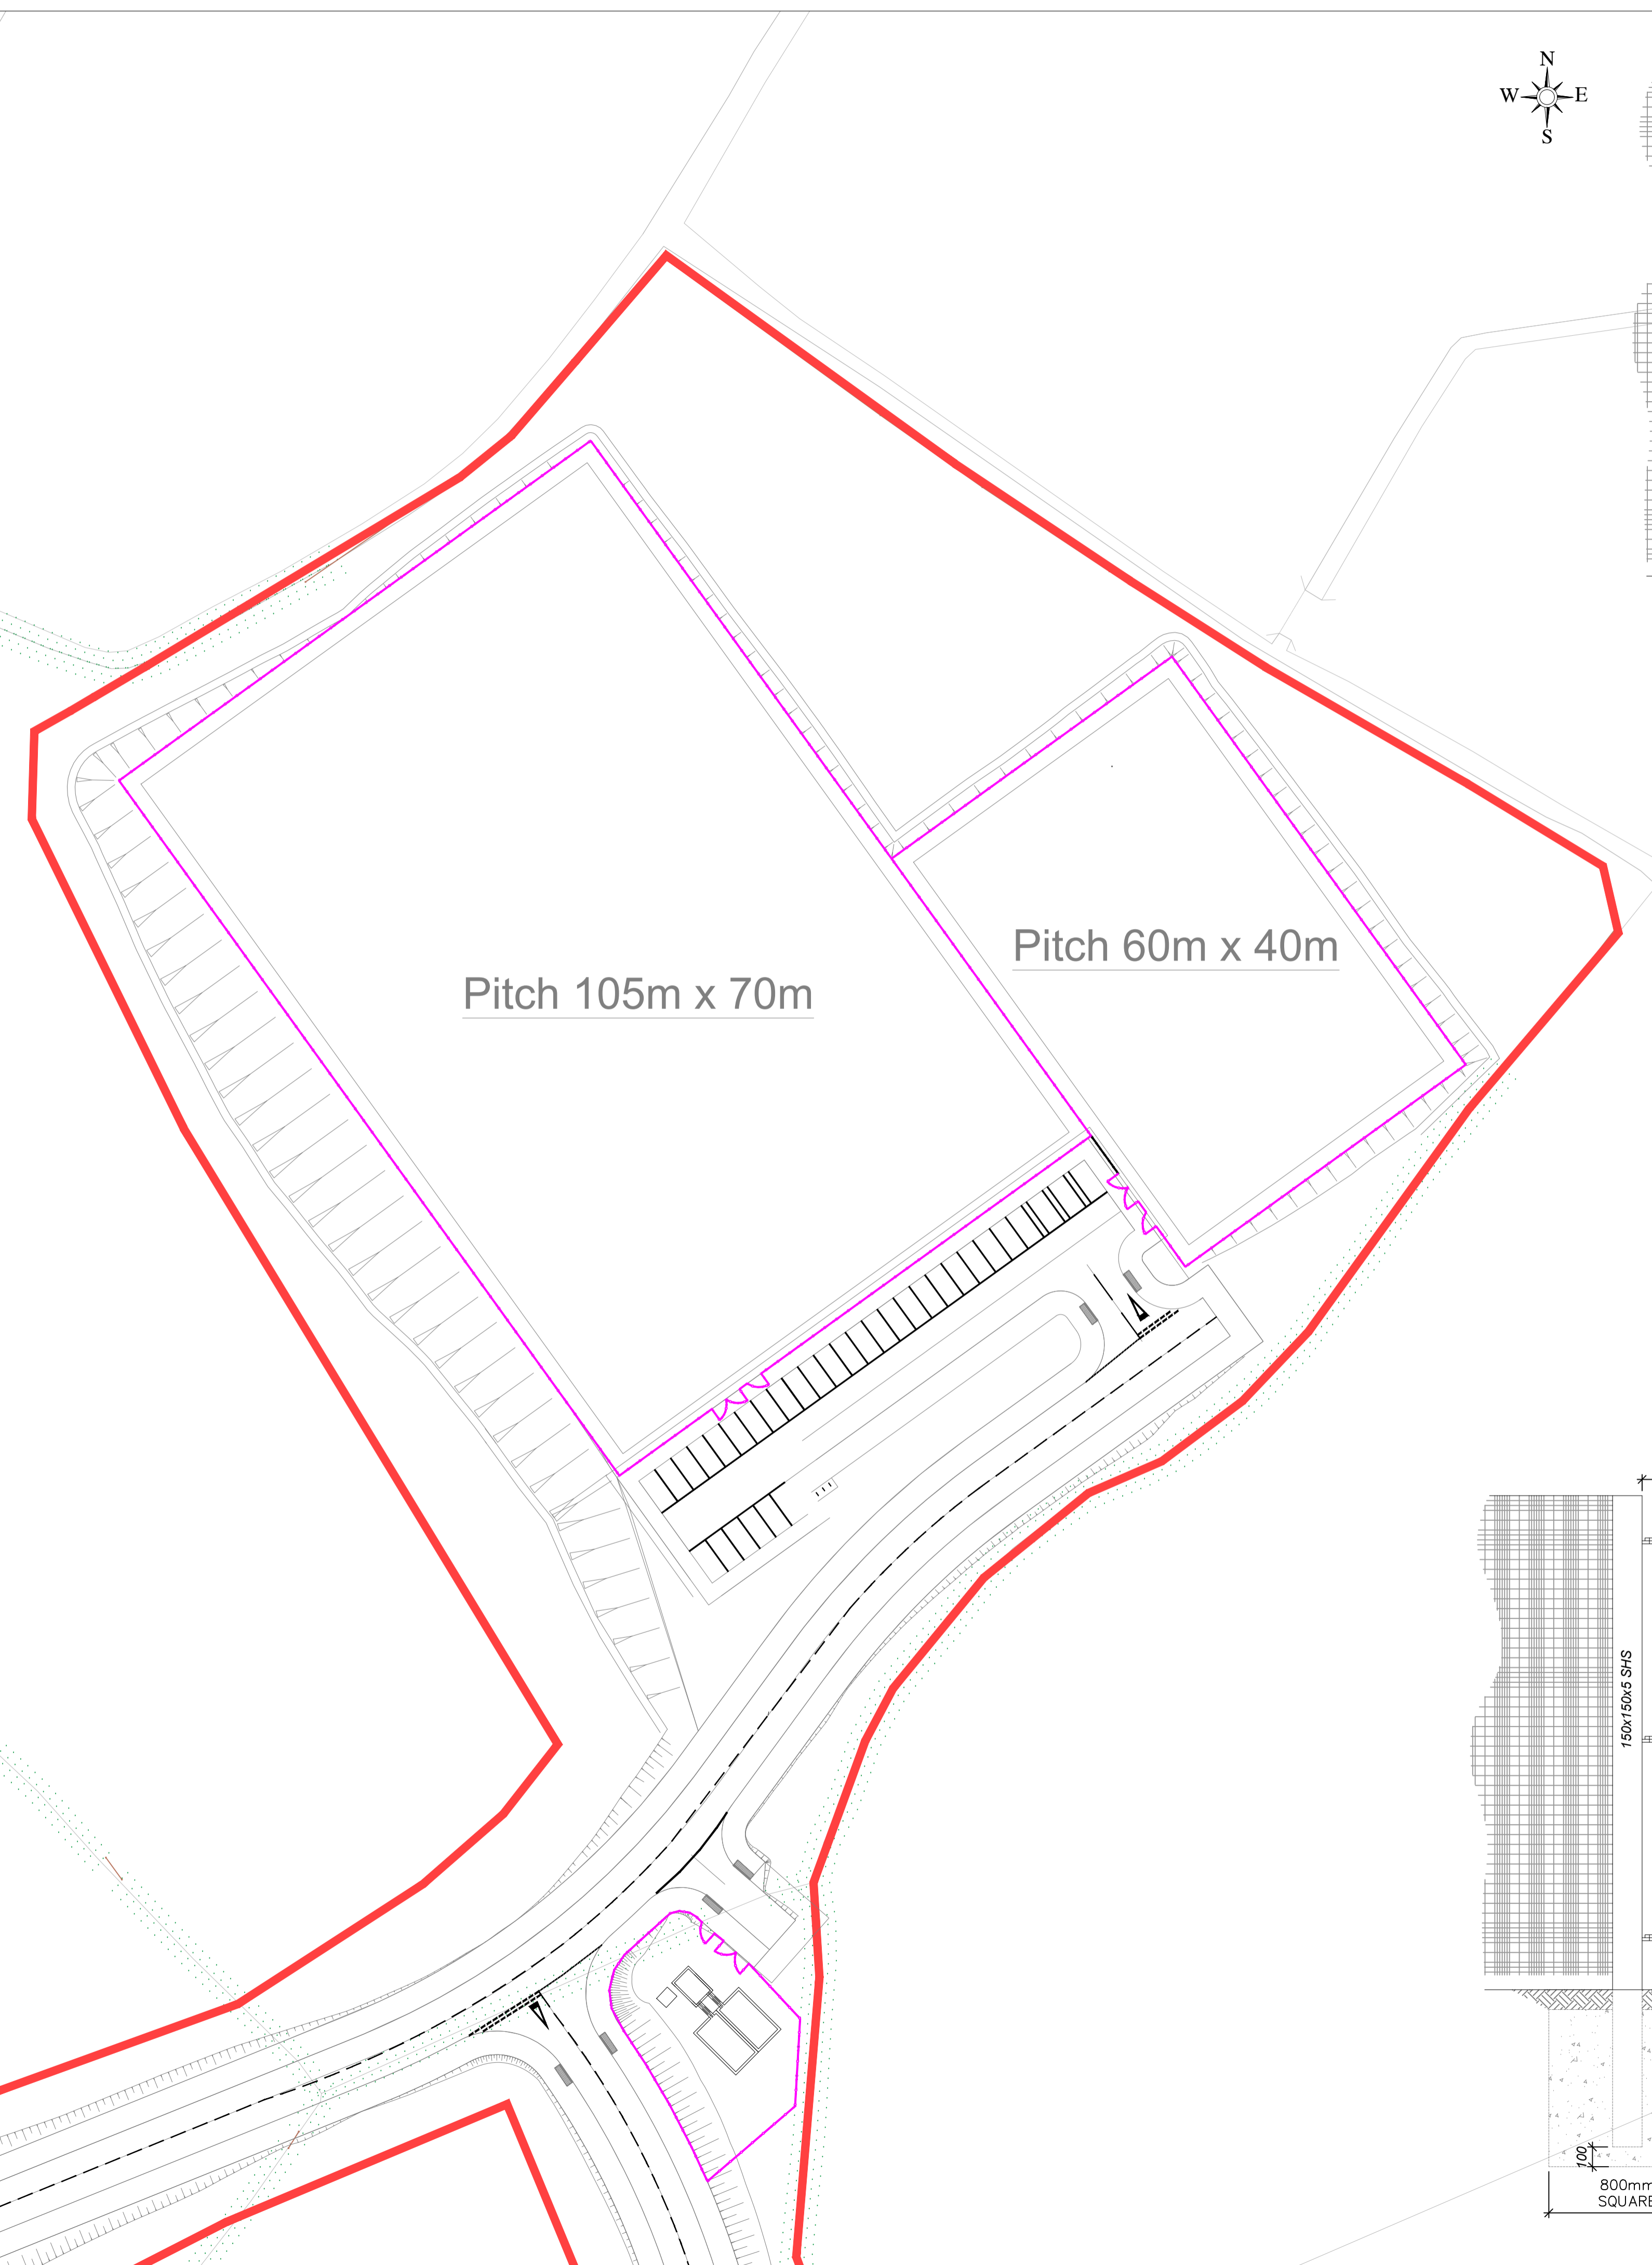 N
W E
S
Pitch 60m x 40m
Pitch 105m x 70m
150x150x5 SHS
100
800mm
SQUARE